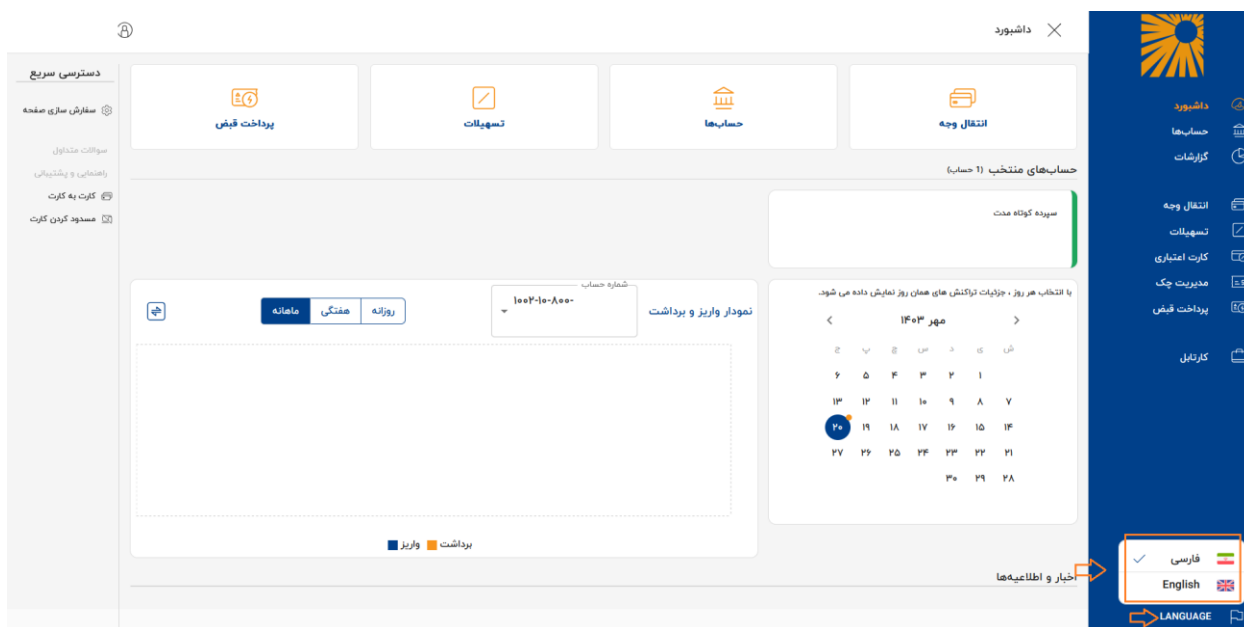 داشبورد
داشبورد
حساب‌ها
گزارشات
انتقال وجه
تسهیلات
کارت اعتباری
مدیریت چک
پرداخت قبض
کارتابل
فارسی
English
LANGUAGE
انتقال وجه
حساب‌ها
تسهیلات
پرداخت قبض
حساب‌های منتخب (1 حساب)
سپرده کوتاه مدت
با انتخاب هر روز ، جزئیات تراکنش های همان روز نمایش داده می شود.
مهر ۱۴۰۳
ش ی د س چ پ ج
۱ ۲ ۳ ۴ ۵ ۶
۷ ۸ ۹ ۱۰ ۱۱ ۱۲ ۱۳
۱۴ ۱۵ ۱۶ ۱۷ ۱۸ ۱۹ ۲۰
۲۱ ۲۲ ۲۳ ۲۴ ۲۵ ۲۶ ۲۷
۲۸ ۲۹ ۳۰
نمودار واریز و برداشت
شماره حساب
۱۰۰۲-۱۰-۸۰۰-
روزانه هفتگی ماهانه
برداشت واریز
اخبار و اطلاعیه‌ها
دسترسی سریع
سفارش سازی صفحه
سوالات متداول
راهنمایی و پشتیبانی
کارت به کارت
مسدود کردن کارت